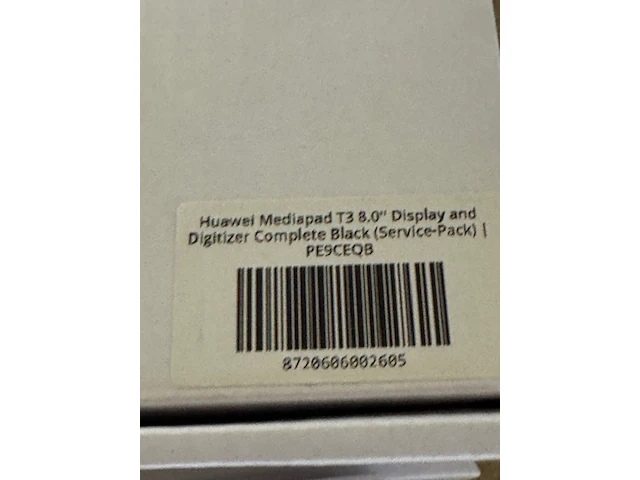 Huawei Mediapad T3 8.0" Display and
Digitizer Complete Black (Service-Pack) |
PE9CEQB
8720606002605